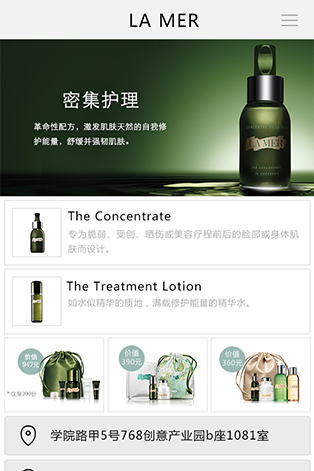 LA MER
密集护理
革命性配方，激发肌肤天然的自我修
护能量，舒缓并强韧肌肤。
LA MER
The Concentrate
专为脆弱、受创、晒伤或美容疗程前后的脸部或身体肌
肤而设计。
The Treatment Lotion
如水似精华的质地，满载修护能量的精华水。
价值
947元
*仅限200份
价值
390元
价值
360元
学院路甲5号768创意产业园b座1081室